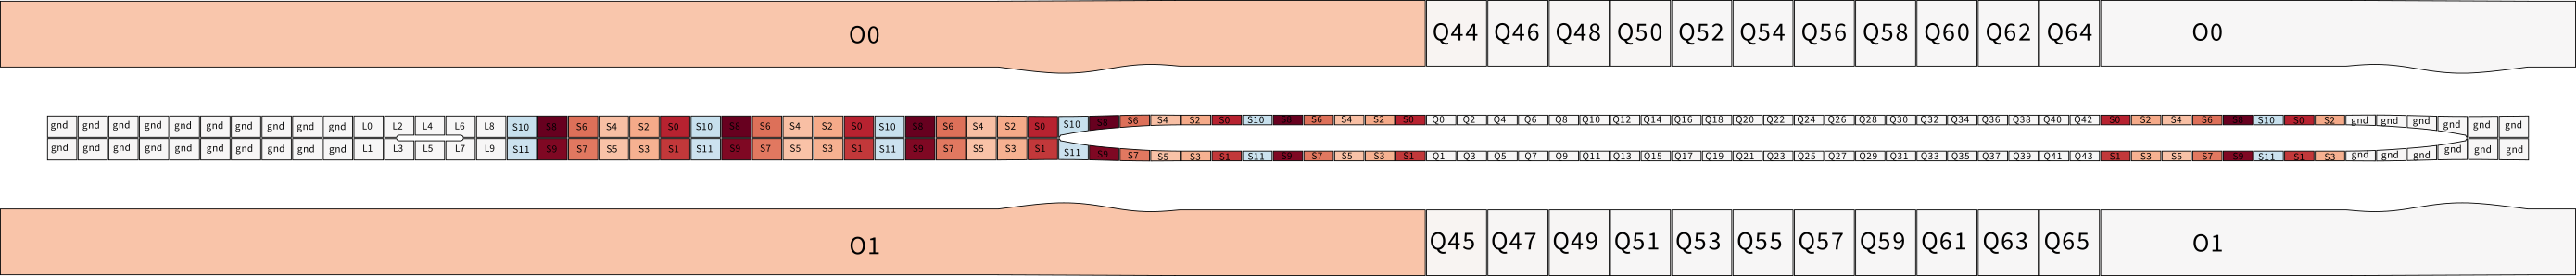 O0 Q44 Q46 Q48 Q50 Q52 Q54 Q56 Q58 Q60 Q62 Q64 O0
gnd gnd gnd gnd gnd gnd gnd gnd gnd gnd L0 L2 L4 L6 L8 S10 S8 S6 S4 S2 S0 S10 S8 S6 S4 S2 S0 S10 S8 S6 S4 S2 S0 S10 S8 S6 S4 S2 S0 S10 S8 S6 S4 S2 S0 Q0 Q2 Q4 Q6 Q8 Q10 Q12 Q14 Q16 Q18 Q20 Q22 Q24 Q26 Q28 Q30 Q32 Q34 Q36 Q38 Q40 Q42 S0 S2 S4 S6 S8 S10 S0 S2 gnd gnd gnd gnd gnd gnd
gnd gnd gnd gnd gnd gnd gnd gnd gnd gnd L1 L3 L5 L7 L9 S11 S9 S7 S5 S3 S1 S11 S9 S7 S5 S3 S1 S11 S9 S7 S5 S3 S1 S11 S9 S7 S5 S3 S1 S11 S9 S7 S5 S3 S1 Q1 Q3 Q5 Q7 Q9 Q11 Q13 Q15 Q17 Q19 Q21 Q23 Q25 Q27 Q29 Q31 Q33 Q35 Q37 Q39 Q41 Q43 S1 S3 S5 S7 S9 S11 S1 S3 gnd gnd gnd gnd gnd gnd
O1 Q45 Q47 Q49 Q51 Q53 Q55 Q57 Q59 Q61 Q63 Q65 O1